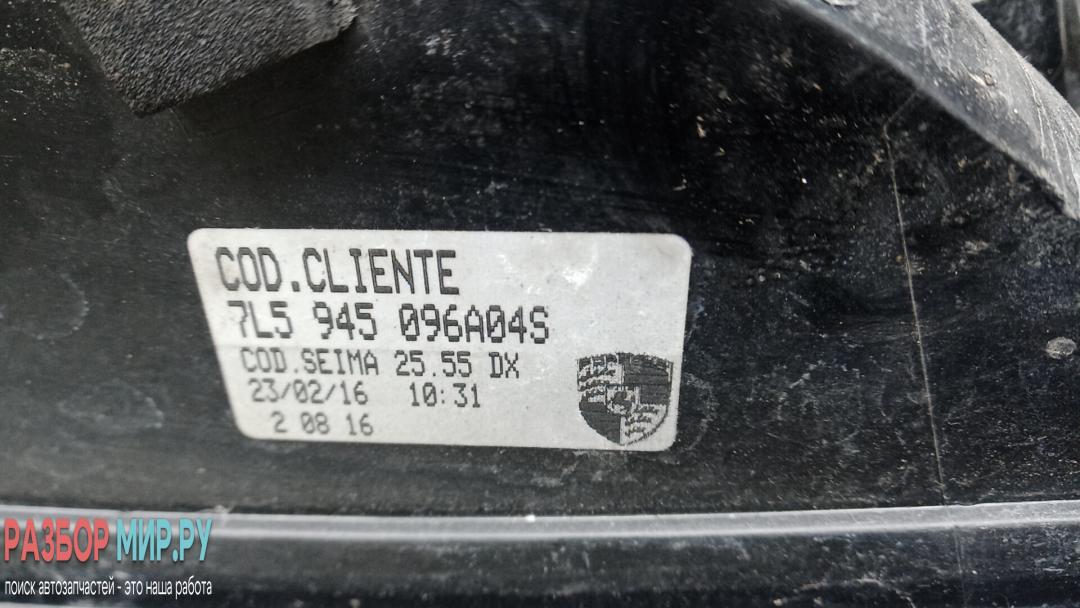 COD.CLIENTE
7L5 945 096A04S
COD.SEIMA 25.55 DX
23/02/16 10:31
2 08 16
РАЗБОР МИР.РУ
поиск автозапчастей - это наша работа